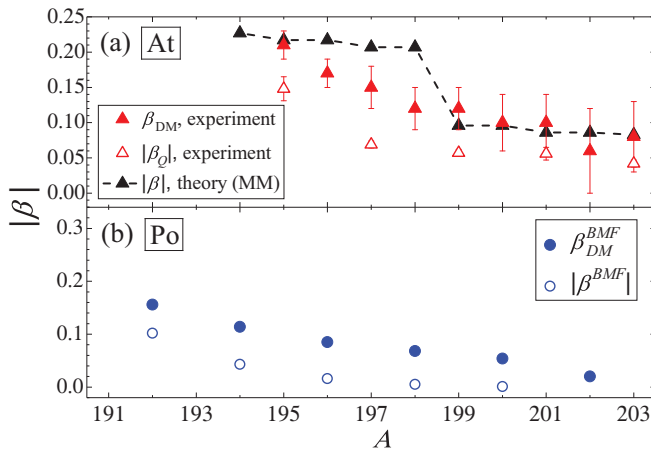 (a) At
0.25
0.20
0.15
0.10
0.05
0.00
β_DM, experiment
|β_Q|, experiment
|β|, theory (MM)
|β|
(b) Po
0.3
0.2
0.1
0.0
β_DM^BMF
|β^BMF|
191 193 195 197 199 201 203
A